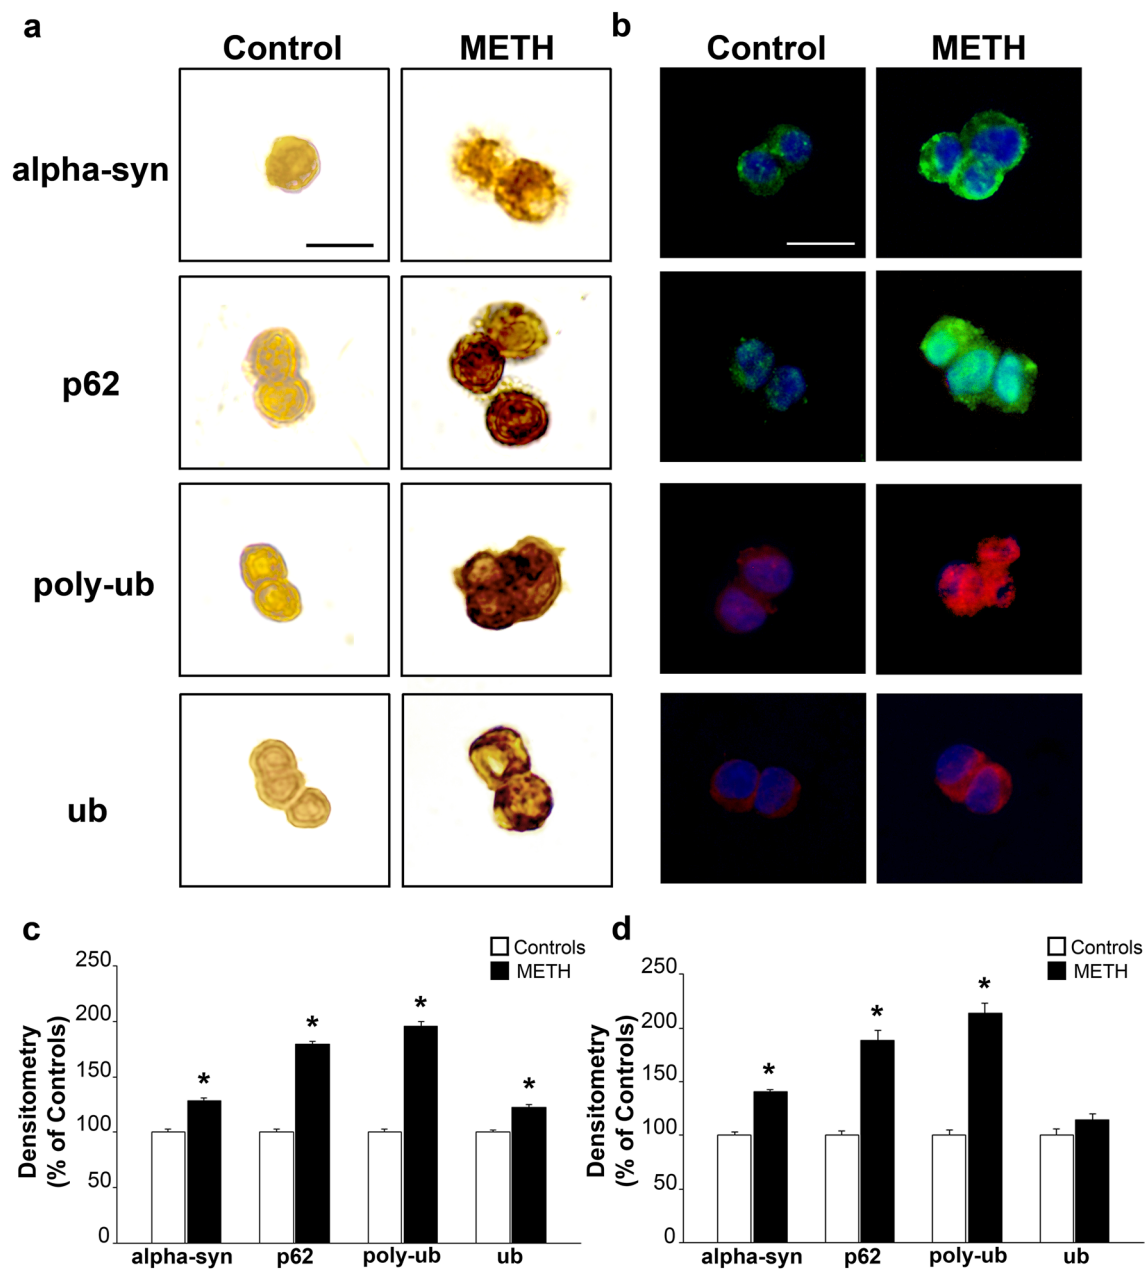 a
b
Control METH
Control METH
alpha-syn
p62
poly-ub
ub
c
Controls
METH
Densitometry
(% of Controls)
250
200
150
100
50
0
*
*
*
*
alpha-syn p62 poly-ub ub
d
Controls
METH
Densitometry
(% of Controls)
250
200
150
100
50
0
*
*
*
alpha-syn p62 poly-ub ub